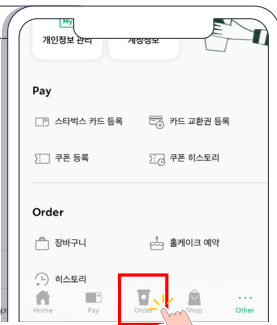 My
개인정보 관리 계정정보
Pay
스타벅스 카드 등록 카드 교환권 등록
쿠폰 등록 쿠폰 히스토리
Order
장바구니 홀케이크 예약
히스토리
Home Pay Order Shop Other